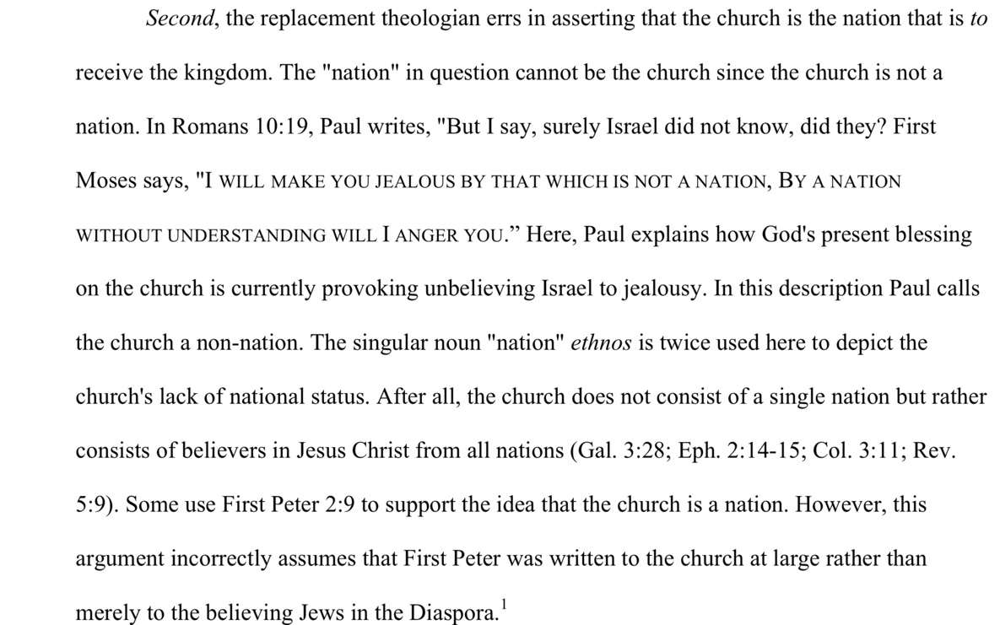 Second, the replacement theologian errs in asserting that the church is the nation that is to
receive the kingdom. The "nation" in question cannot be the church since the church is not a
nation. In Romans 10:19, Paul writes, "But I say, surely Israel did not know, did they? First
Moses says, "I WILL MAKE YOU JEALOUS BY THAT WHICH IS NOT A NATION, BY A NATION
WITHOUT UNDERSTANDING WILL I ANGER YOU.” Here, Paul explains how God's present blessing
on the church is currently provoking unbelieving Israel to jealousy. In this description Paul calls
the church a non-nation. The singular noun "nation" ethnos is twice used here to depict the
church's lack of national status. After all, the church does not consist of a single nation but rather
consists of believers in Jesus Christ from all nations (Gal. 3:28; Eph. 2:14-15; Col. 3:11; Rev.
5:9). Some use First Peter 2:9 to support the idea that the church is a nation. However, this
argument incorrectly assumes that First Peter was written to the church at large rather than
merely to the believing Jews in the Diaspora.1